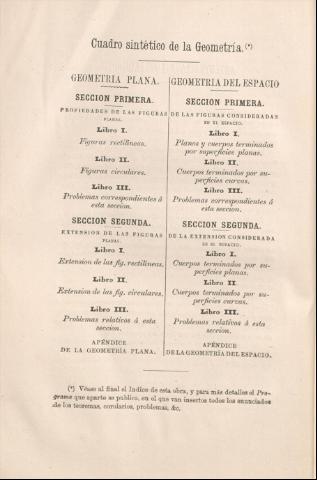 Cuadro sintético de la Geometría.(*)
GEOMETRIA PLANA.
SECCION PRIMERA.
PROPIEDADES DE LAS FIGURAS
PLANAS.
Libro I.
Figuras rectilíneas.
Libro II.
Figuras circulares.
Libro III.
Problemas correspondientes á
esta seccion.
SECCION SEGUNDA.
EXTENSION DE LAS FIGURAS
PLANAS.
Libro I.
Extension de las fig. rectilíneas.
Libro II.
Extension de las fig. circulares.
Libro III.
Problemas relativos á esta
seccion.
APÉNDICE
DE LA GEOMETRÍA PLANA.
GEOMETRIA DEL ESPACIO
SECCION PRIMERA.
DE LAS FIGURAS CONSIDERADAS
EN EL ESPACIO.
Libro I.
Planos y cuerpos terminados
por superficies planas.
Libro II.
Cuerpos terminados por su-
perficies curvas.
Libro III.
Problemas correspondientes á
esta seccion.
SECCION SEGUNDA.
DE LA EXTENSION CONSIDERADA
EN EL ESPACIO.
Libro I.
Cuerpos terminados por su-
perficies planas.
Libro II.
Cuerpos terminados por su-
perficies curvas.
Libro III.
Problemas relativos á esta
seccion.
APÉNDICE
DE LA GEOMETRÍA DEL ESPACIO.
(*) Véase al final el Indice de esta obra, y para más detalles el Pro-
grama que aparte se publica, en el que van insertos todos los enunciados
de los teoremas, corolarios, problemas, &c.